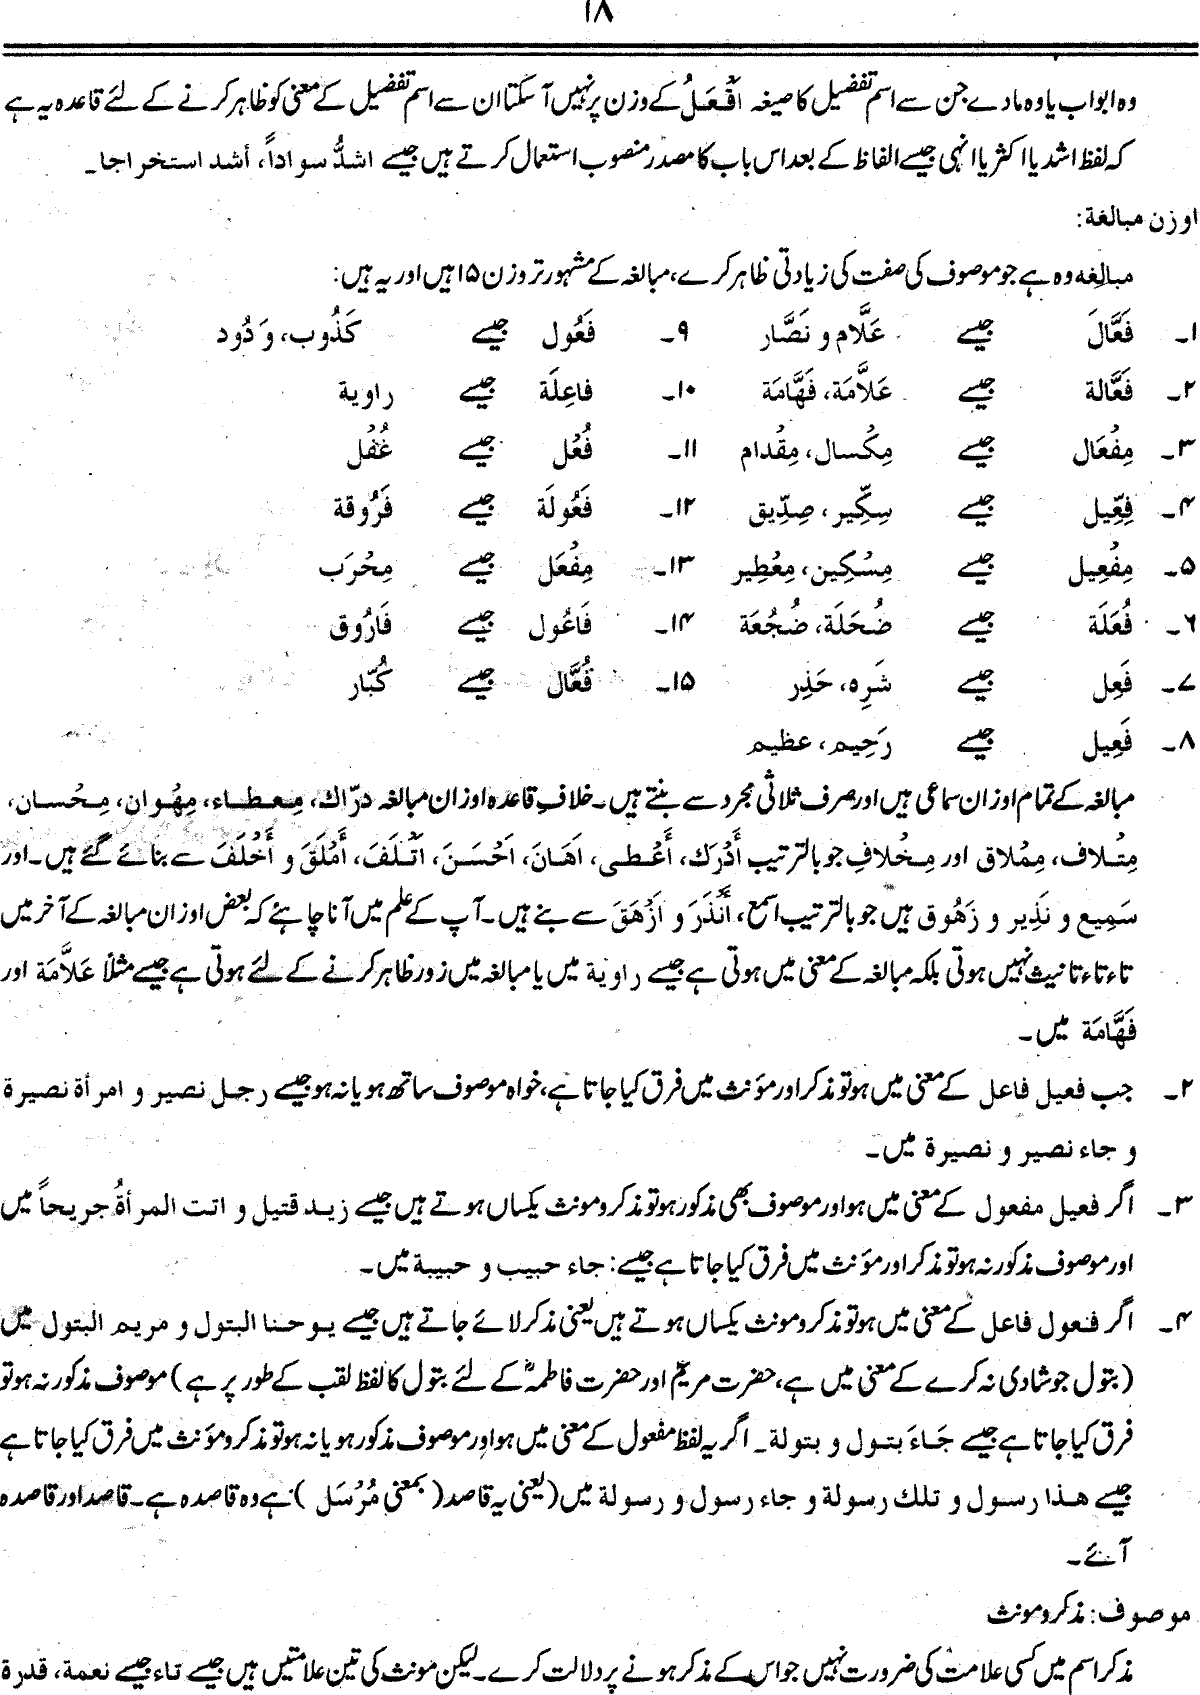 ۱۸
وہ ابواب یا وہ مادے جن سے اسم تفضیل کا صیغہ اَفْعَلُ کے وزن پر نہیں آسکتا ان سے اسم تفضیل کے معنی کو ظاہر کرنے کے لئے قاعدہ یہ ہے
کہ لفظ اشد یا اکثر یا انہی جیسے الفاظ کے بعد اس باب کا مصدر منصوب استعمال کرتے ہیں جیسے اشدُّ سواداً، أشد استخراجا۔
اوزن مبالغة:
مبالغہ وہ ہے جو موصوف کی صفت کی زیادتی ظاہر کرے، مبالغہ کے مشہور تر وزن ۱۵ ہیں اور یہ ہیں:
۱۔ فَعَّالَ جیسے عَلَّام و نَصَّار ۹۔ فَعُول جیسے کَذُوب، وَدُود
۲۔ فَعَّالة جیسے عَلَّامَة، فَهَّامَة ۱۰۔ فاعِلَة جیسے راوية
۳۔ مِفْعَال جیسے مِكْسال، مِقْدام ۱۱۔ فُعْل جیسے غُفْل
۴۔ فِعِّيل جیسے سِكِّير، صِدِّيق ۱۲۔ فَعُولَة جیسے فَرُوقة
۵۔ مِفْعِيل جیسے مِسْكِين، مِعْطِير ۱۳۔ مِفْعَل جیسے مِحْرَب
۶۔ فُعَلَة جیسے ضُحَلَة، ضُجُعَة ۱۴۔ فَاعُول جیسے فَارُوق
۷۔ فَعِل جیسے شَرِه، حَذِر ۱۵۔ فُعَّال جیسے كُبَّار
۸۔ فَعِيل جیسے رَحِيم، عظيم
مبالغہ کے تمام اوزان سماعی ہیں اور صرف ثلاثی مجرد سے بنتے ہیں۔ خلافِ قاعدہ اوزان مبالغہ درّاك، مِعطاء، مِهْوان، مِحْسان،
مِتْلاف، مِمْلاق اور مِخْلاف جو بالترتیب أَدْرك، أَعْطى، اَهَانَ، اَحْسَنَ، اَتْلَفَ، أَمْلَقَ و أَخْلَفَ سے بنائے گئے ہیں۔ اور
سَمِيع و نَذِير و زَهُوق ہیں جو بالترتیب اسمع، أَنْذَرَ و اَزْهَقَ سے بنے ہیں۔ آپ کے علم میں آنا چاہئے کہ بعض اوزان مبالغہ کے آخر میں
تاء تاء تانیث نہیں ہوتی بلکہ مبالغہ کے معنی میں ہوتی ہے جیسے راوية میں یا مبالغہ میں زور ظاہر کرنے کے لئے ہوتی ہے جیسے مثلاً عَلَّامَة اور
فَهَّامَة میں۔
۲۔ جب فعیل فاعل کے معنی میں ہو تو مذکر اور مؤنث میں فرق کیا جاتا ہے، خواہ موصوف ساتھ ہو یا نہ ہو جیسے رجل نصير و امرأة نصيرة
و جاء نصير و نصيرة میں۔
۳۔ اگر فعیل مفعول کے معنی میں ہو اور موصوف بھی مذکور ہو تو مذکر و مونث یکساں ہوتے ہیں جیسے زيد قتيل و اتت المرأةُ جريحاً میں
اور موصوف مذکور نہ ہو تو مذکر اور مؤنث میں فرق کیا جاتا ہے جیسے: جاء حبيب و حبيبة میں۔
۴۔ اگر فعول فاعل کے معنی میں ہو تو مذکر و مونث یکساں ہوتے ہیں یعنی مذکر لائے جاتے ہیں جیسے يوحنا البتول و مريم البتول میں
(بتول جو شادی نہ کرے کے معنی میں ہے، حضرت مریمؑ اور حضرت فاطمہؑ کے لئے بتول کا لفظ لقب کے طور پر ہے) موصوف مذکور نہ ہو تو
فرق کیا جاتا ہے جیسے جَاءَ بتول و بتولة۔ اگر یہ لفظ مفعول کے معنی میں ہو اور موصوف مذکور ہو یا نہ ہو تو مذکر و مؤنث میں فرق کیا جاتا ہے
جیسے هذا رسول و تلك رسولة و جاء رسول و رسولة میں (یعنی یہ قاصد (بمعنی مُرْسَل) ہے وہ قاصدہ ہے۔ قاصد اور قاصدہ
آئے۔
موصوف: مذکر و مونث
مذکر اسم میں کسی علامت کی ضرورت نہیں جو اس کے مذکر ہونے پر دلالت کرے۔ لیکن مونث کی تین علامتیں ہیں جیسے تاء جیسے نعمة، قدرة